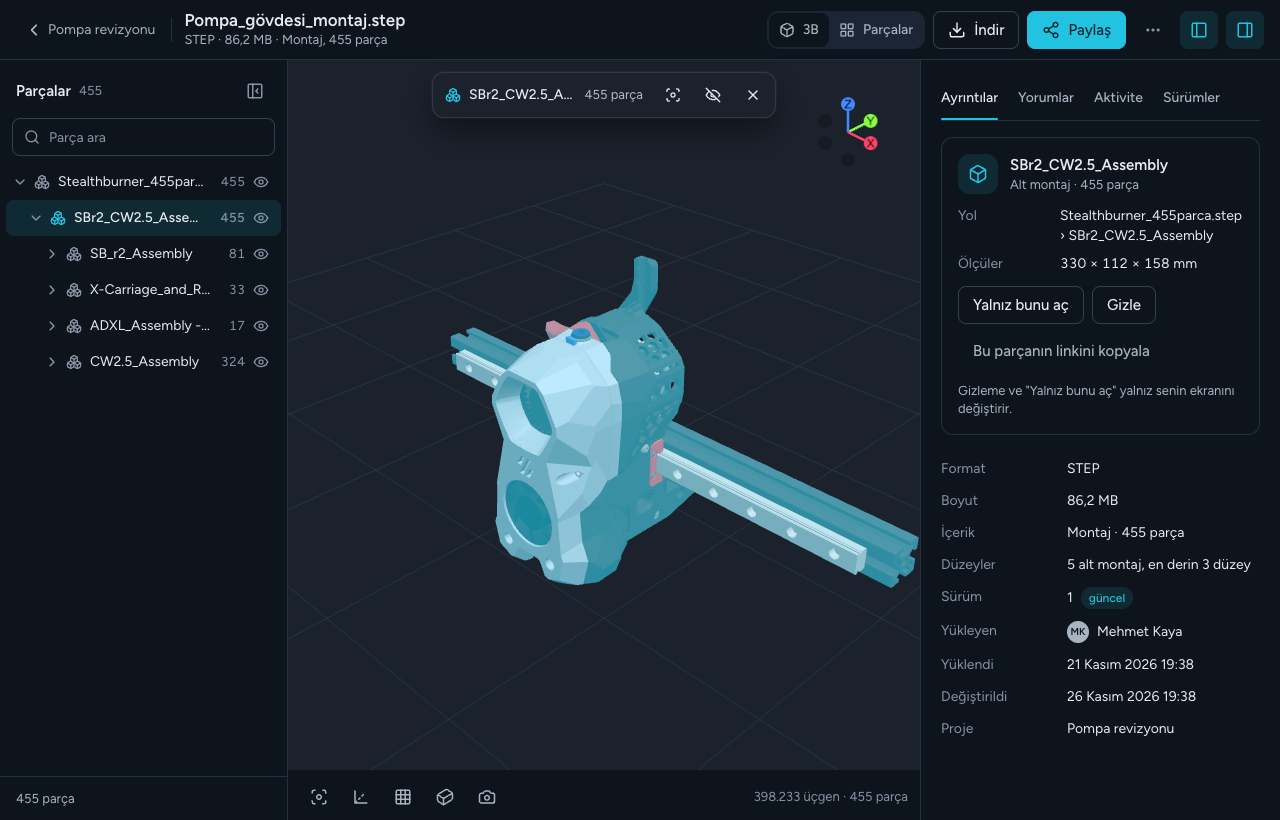 Pompa revizyonu
Pompa_gövdesi_montaj.step
STEP · 86,2 MB · Montaj, 455 parça
3B
Parçalar
İndir
Paylaş
Parçalar 455
Parça ara
Stealthburner_455par... 455
SBr2_CW2.5_Asse... 455
SB_r2_Assembly 81
X-Carriage_and_R... 33
ADXL_Assembly -... 17
CW2.5_Assembly 324
455 parça
SBr2_CW2.5_A... 455 parça
Z
Y
X
398.233 üçgen · 455 parça
Ayrıntılar
Yorumlar
Aktivite
Sürümler
SBr2_CW2.5_Assembly
Alt montaj · 455 parça
Yol Stealthburner_455parca.step
› SBr2_CW2.5_Assembly
Ölçüler 330 × 112 × 158 mm
Yalnız bunu aç
Gizle
Bu parçanın linkini kopyala
Gizleme ve "Yalnız bunu aç" yalnız senin ekranını
değiştirir.
Format STEP
Boyut 86,2 MB
İçerik Montaj · 455 parça
Düzeyler 5 alt montaj, en derin 3 düzey
Sürüm 1 güncel
Yükleyen MK Mehmet Kaya
Yüklendi 21 Kasım 2026 19:38
Değiştirildi 26 Kasım 2026 19:38
Proje Pompa revizyonu